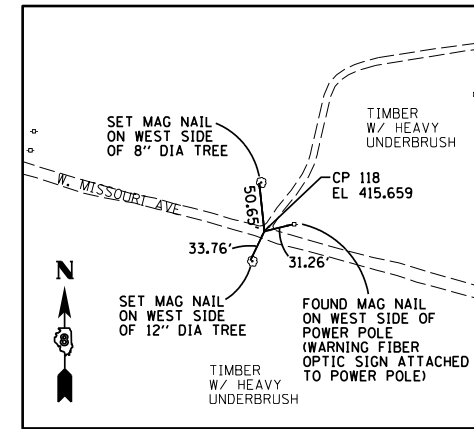 TIMBER
W/ HEAVY
UNDERBRUSH
SET MAG NAIL
ON WEST SIDE
OF 8" DIA TREE
CP 118
EL 415.659
W. MISSOURI AVE
50.65'
33.76'
31.26'
N
8
SET MAG NAIL
ON WEST SIDE
OF 12" DIA TREE
FOUND MAG NAIL
ON WEST SIDE OF
POWER POLE
(WARNING FIBER
OPTIC SIGN ATTACHED
TO POWER POLE)
TIMBER
W/ HEAVY
UNDERBRUSH